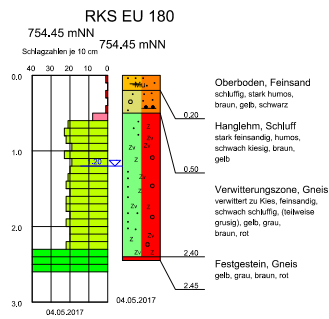 RKS EU 180
754.45 mNN
754.45 mNN
Schlagzahlen je 10 cm
40 30 20 10 0
0.0
Mu
Oberboden, Feinsand
schluffig, stark humos,
braun, gelb, schwarz
0,20
Hanglehm, Schluff
stark feinsandig, humos,
schwach kiesig, braun,
gelb
0,50
1.0
.20
Verwitterungszone, Gneis
verwittert zu Kies, feinsandig,
schwach schluffig, (teilweise
grusig), gelb, grau,
braun, rot
2.0
2,40
Festgestein, Gneis
gelb, grau, braun, rot
2.45
3,0
04.05.2017
04.05.2017